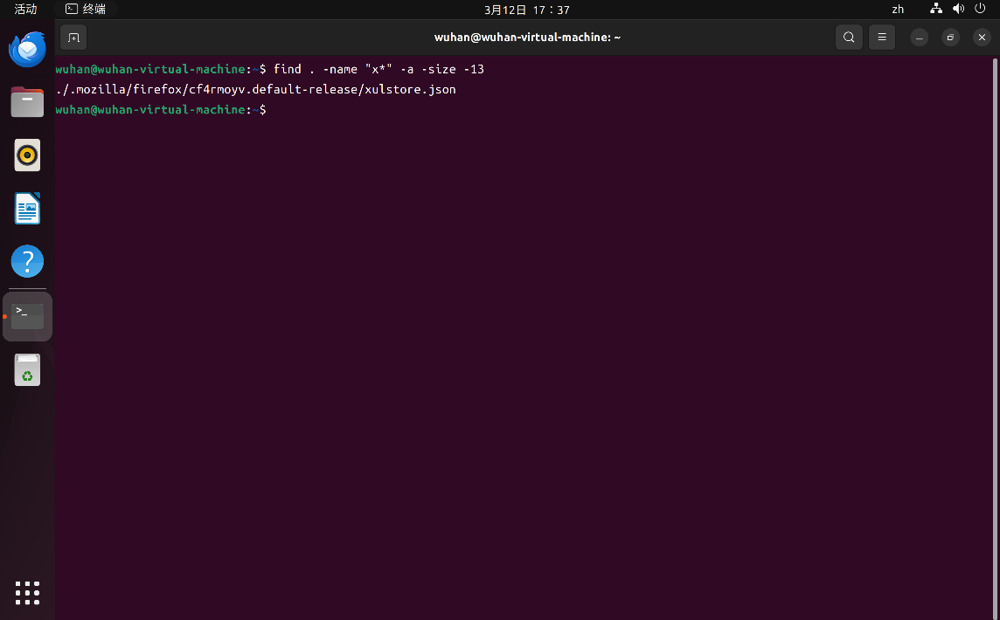 活动 终端 3月12日 17：37 zh
wuhan@wuhan-virtual-machine: ~
wuhan@wuhan-virtual-machine:~$ find . -name "x*" -a -size -13
./.mozilla/firefox/cf4rmoyv.default-release/xulstore.json
wuhan@wuhan-virtual-machine:~$